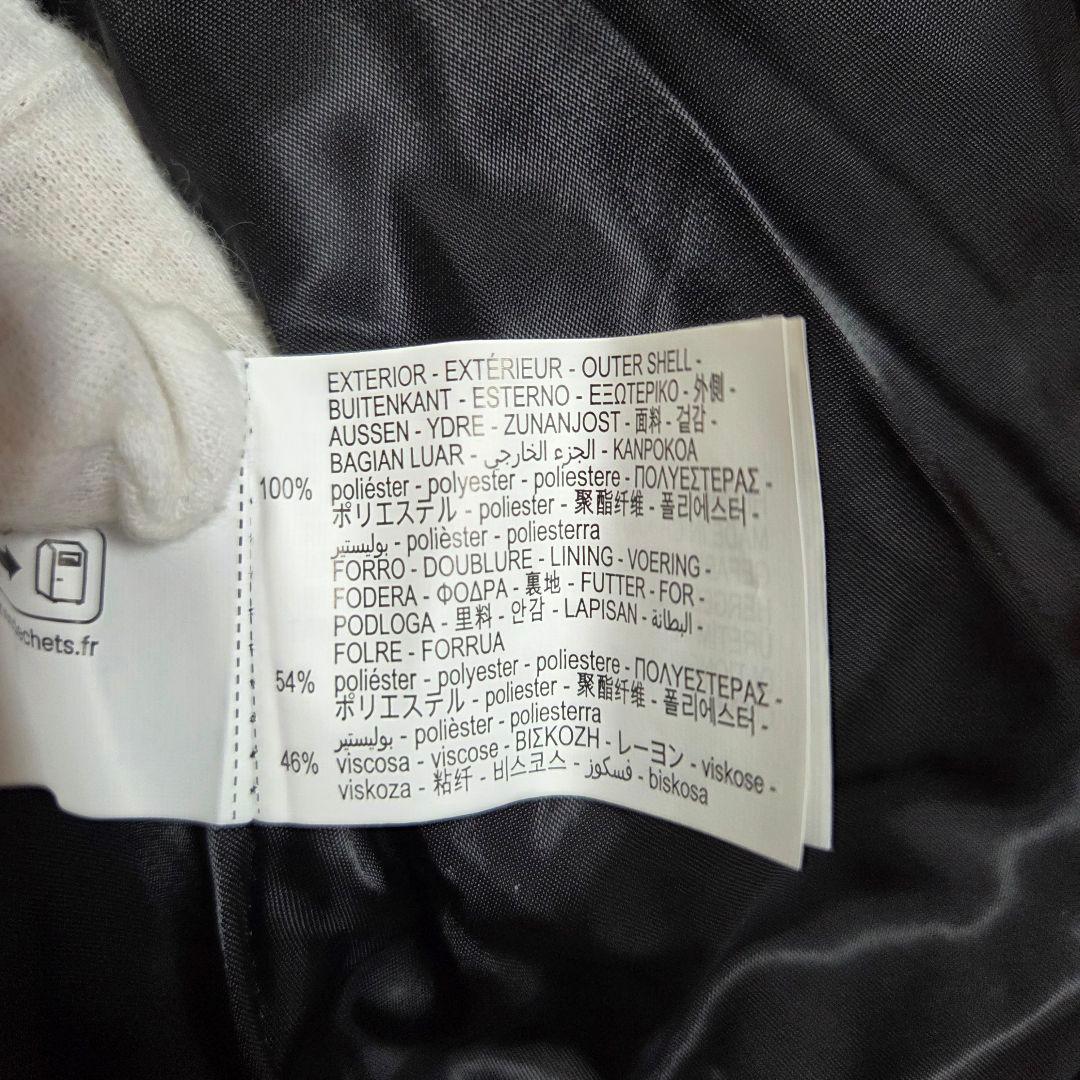 EXTERIOR - EXTÉRIEUR - OUTER SHELL -
BUITENKANT - ESTERNO - ΕΞΩΤΕΡΙΚΟ - 外側 -
AUSSEN - YDRE - ZUNANJOST - 面料 - 겉감 -
BAGIAN LUAR - الجزء الخارجي - KANPOKOA
100% poliéster - polyester - poliestere - ΠΟΛΥΕΣΤΕΡΑΣ -
ポリエステル - poliester - 聚酯纤维 - 폴리에스터 -
بوليستير - polièster - poliesterra
FORRO - DOUBLURE - LINING - VOERING -
FODERA - ΦΟΔΡΑ - 裏地 - FUTTER - FOR -
PODLOGA - 里料 - 안감 - LAPISAN - البطانة -
FOLRE - FORRUA
54% poliéster - polyester - poliestere - ΠΟΛΥΕΣΤΕΡΑΣ -
ポリエステル - poliester - 聚酯纤维 - 폴리에스터 -
بوليستير - polièster - poliesterra
46% viscosa - viscose - ΒΙΣΚΟΖΗ - レーヨン - viskose -
viskoza - 粘纤 - 비스코스 - فسكوز - biskosa
chets.fr